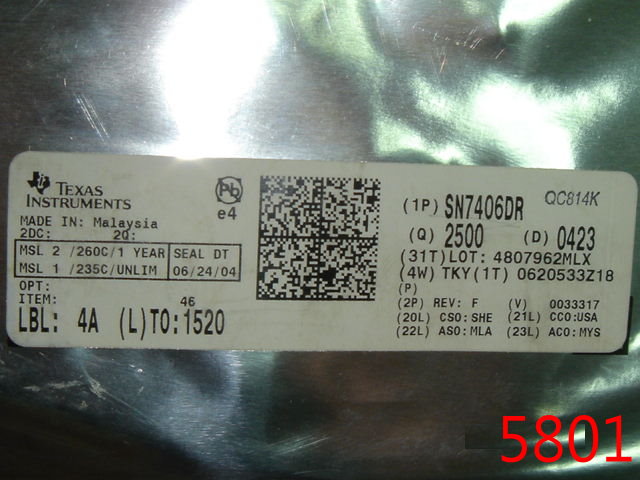 TEXAS
INSTRUMENTS
Pb
e4
MADE IN: Malaysia
2DC: 2Q:
MSL 2 /260C/1 YEAR
MSL 1 /235C/UNLIM
SEAL DT
06/24/04
OPT:
ITEM:
46
LBL: 4A (L)TO:1520
(1P) SN7406DR QC814K
(Q) 2500 (D) 0423
(31T)LOT: 4807962MLX
(4W) TKY(1T) 0620533Z18
(P)
(2P) REV: F (V) 0033317
(20L) CSO:SHE (21L) CCO:USA
(22L) ASO:MLA (23L) ACO:MYS
5801